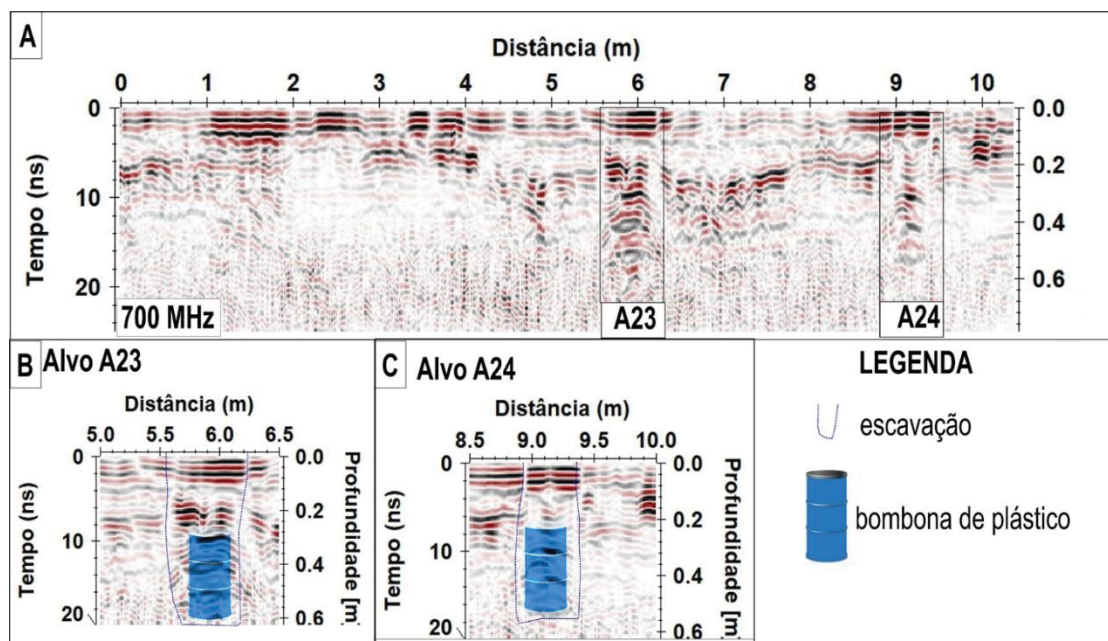 A
Distância (m)
0 1 2 3 4 5 6 7 8 9 10
Tempo (ns)
0
10
20
0.0
0.2
0.4
0.6
700 MHz
A23
A24
B Alvo A23
Distância (m)
5.0 5.5 6.0 6.5
Tempo (ns)
0
10
20
Profundidade [m]
0.0
0.2
0.4
0.6
C Alvo A24
Distância (m)
8.5 9.0 9.5 10.0
Tempo (ns)
0
10
20
Profundidade [m]
0.0
0.2
0.4
0.6
LEGENDA
escavação
bombona de plástico